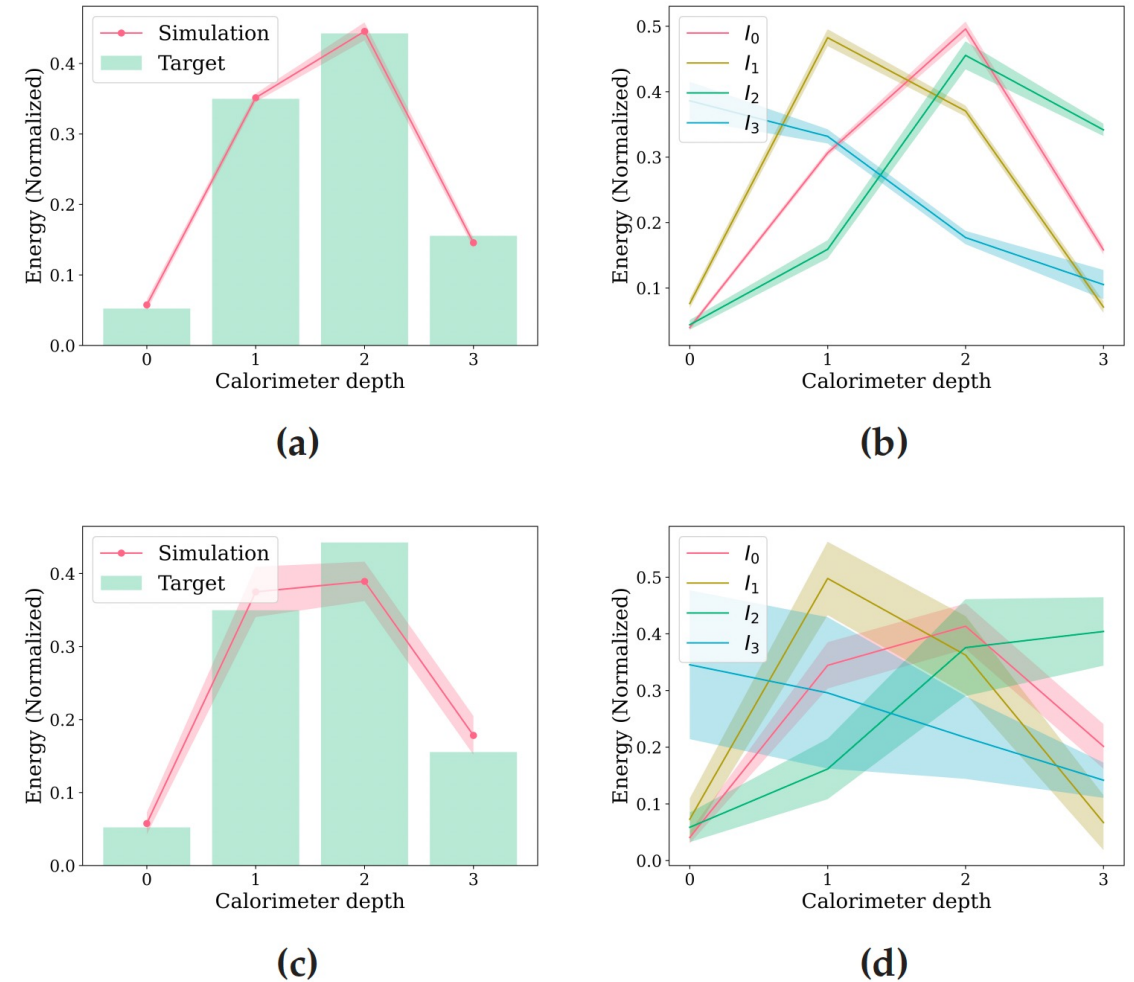 Simulation
Target
0.4
0.3
0.2
0.1
0.0
Energy (Normalized)
0 1 2 3
Calorimeter depth
(a)
I0
I1
I2
I3
0.5
0.4
0.3
0.2
0.1
Energy (Normalized)
0 1 2 3
Calorimeter depth
(b)
Simulation
Target
0.4
0.3
0.2
0.1
0.0
Energy (Normalized)
0 1 2 3
Calorimeter depth
(c)
I0
I1
I2
I3
0.5
0.4
0.3
0.2
0.1
0.0
Energy (Normalized)
0 1 2 3
Calorimeter depth
(d)